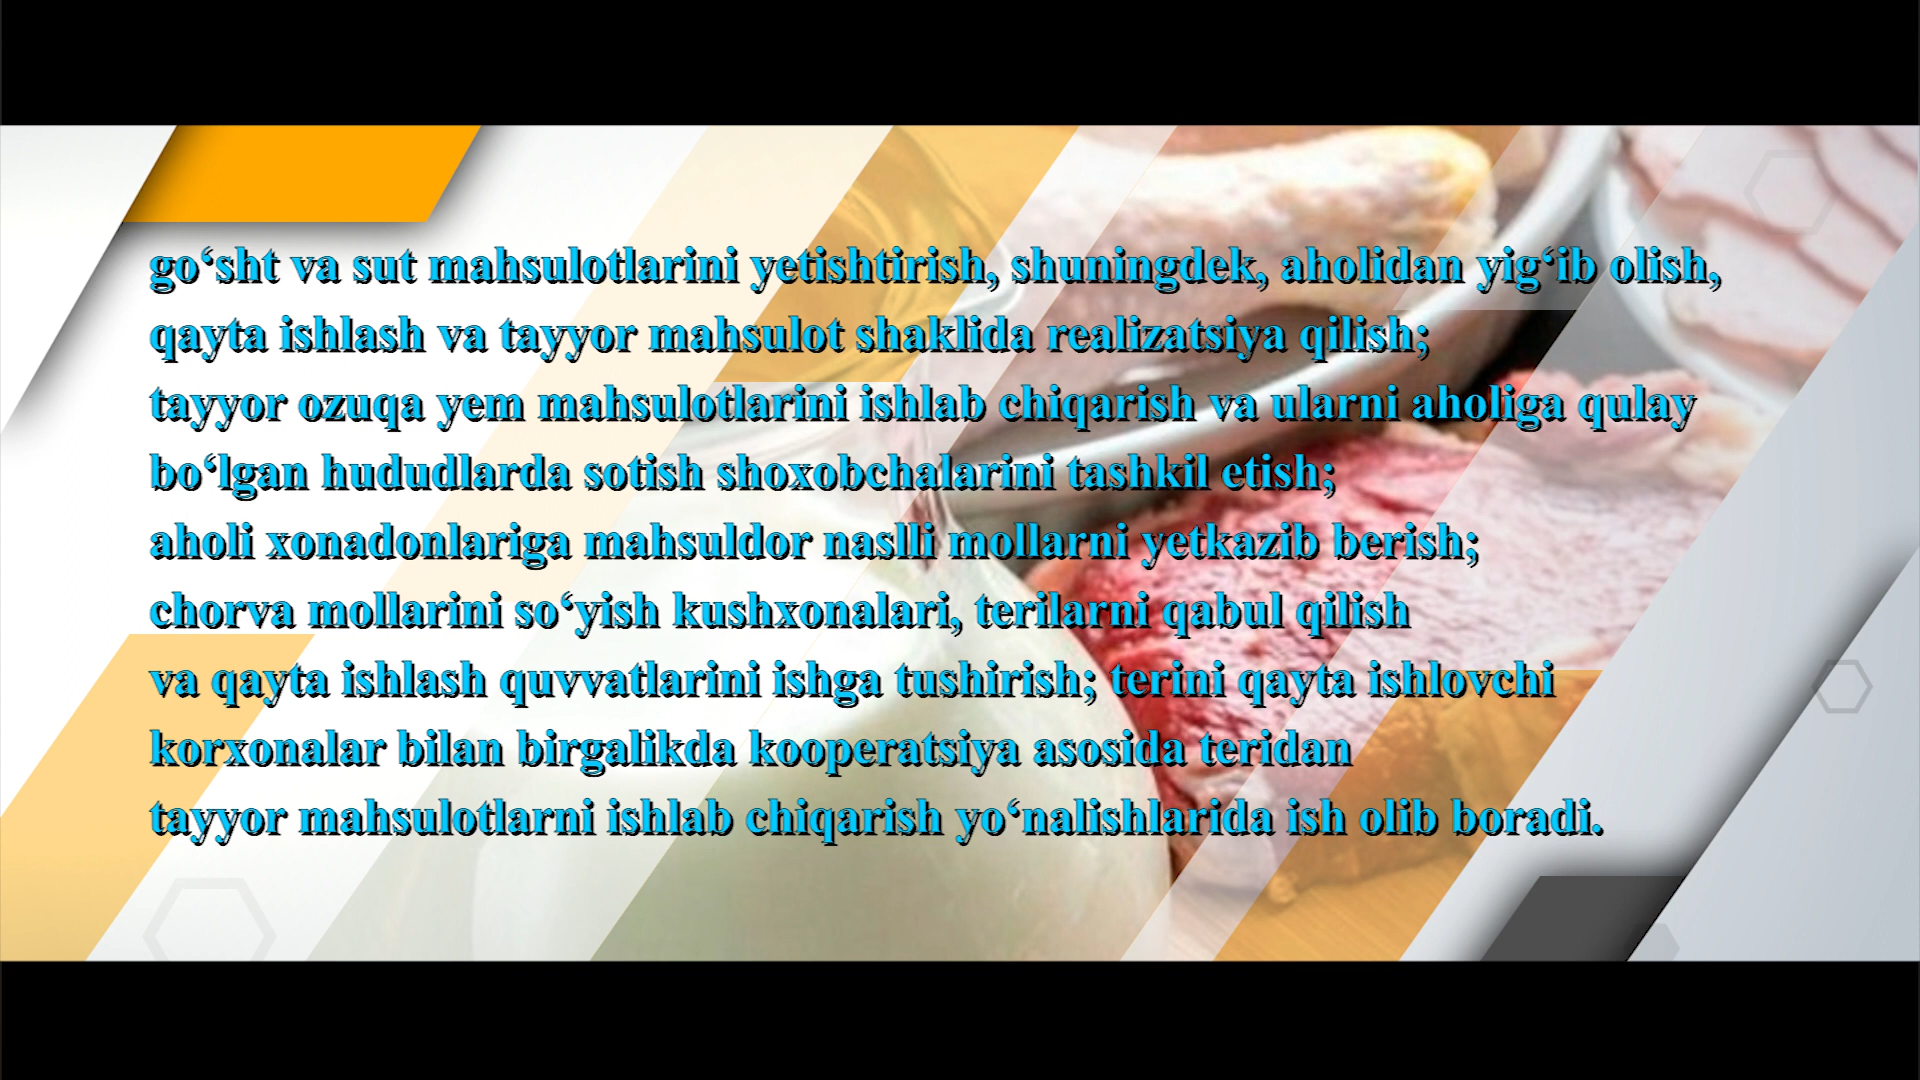 go‘sht va sut mahsulotlarini yetishtirish, shuningdek, aholidan yig‘ib olish,
qayta ishlash va tayyor mahsulot shaklida realizatsiya qilish;
tayyor ozuqa yem mahsulotlarini ishlab chiqarish va ularni aholiga qulay
bo‘lgan hududlarda sotish shoxobchalarini tashkil etish;
aholi xonadonlariga mahsuldor naslli mollarni yetkazib berish;
chorva mollarini so‘yish kushxonalari, terilarni qabul qilish
va qayta ishlash quvvatlarini ishga tushirish; terini qayta ishlovchi
korxonalar bilan birgalikda kooperatsiya asosida teridan
tayyor mahsulotlarni ishlab chiqarish yo‘nalishlarida ish olib boradi.